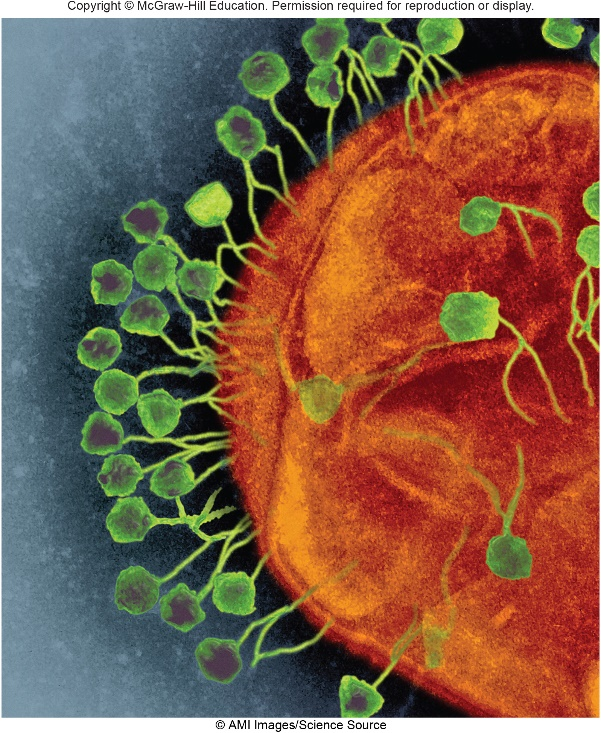 Copyright © McGraw-Hill Education. Permission required for reproduction or display.
© AMI Images/Science Source